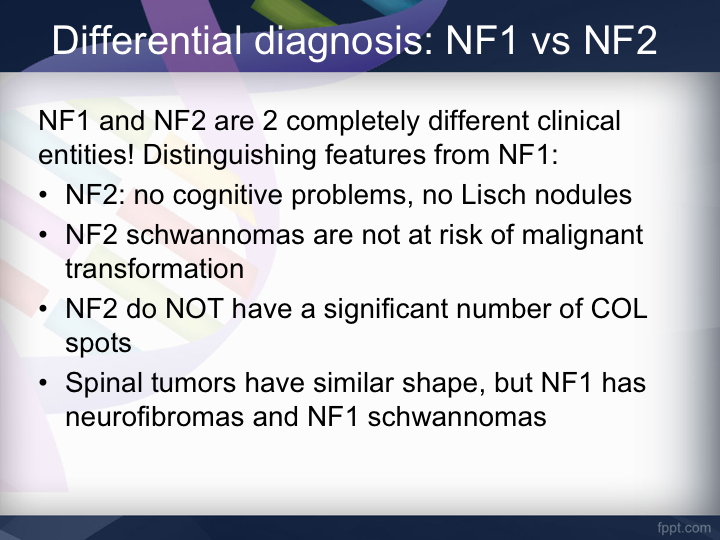 Differential diagnosis: NF1 vs NF2
NF1 and NF2 are 2 completely different clinical
entities! Distinguishing features from NF1:
• NF2: no cognitive problems, no Lisch nodules
• NF2 schwannomas are not at risk of malignant
transformation
• NF2 do NOT have a significant number of COL
spots
• Spinal tumors have similar shape, but NF1 has
neurofibromas and NF1 schwannomas
fppt.com